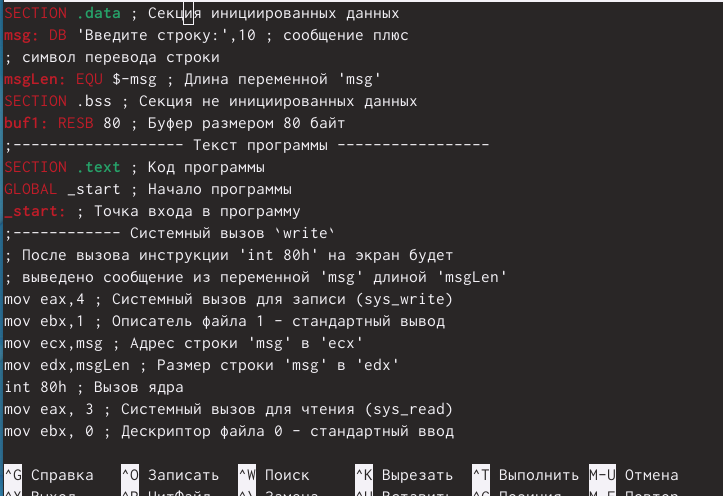 SECTION .data ; Секция инициированных данных
msg: DB 'Введите строку:',10 ; сообщение плюс
; символ перевода строки
msgLen: EQU $-msg ; Длина переменной 'msg'
SECTION .bss ; Секция не инициированных данных
buf1: RESB 80 ; Буфер размером 80 байт
;------------------- Текст программы -----------------
SECTION .text ; Код программы
GLOBAL _start ; Начало программы
_start: ; Точка входа в программу
;------------ Системный вызов `write`
; После вызова инструкции 'int 80h' на экран будет
; выведено сообщение из переменной 'msg' длиной 'msgLen'
mov eax,4 ; Системный вызов для записи (sys_write)
mov ebx,1 ; Описатель файла 1 - стандартный вывод
mov ecx,msg ; Адрес строки 'msg' в 'ecx'
mov edx,msgLen ; Размер строки 'msg' в 'edx'
int 80h ; Вызов ядра
mov eax, 3 ; Системный вызов для чтения (sys_read)
mov ebx, 0 ; Дескриптор файла 0 - стандартный ввод
^G Справка ^O Записать ^W Поиск ^K Вырезать ^T Выполнить M-U Отмена
^X Выход ^R ЧитФайл ^\ Замена ^U Вставить ^C Позиция M-E Повтор